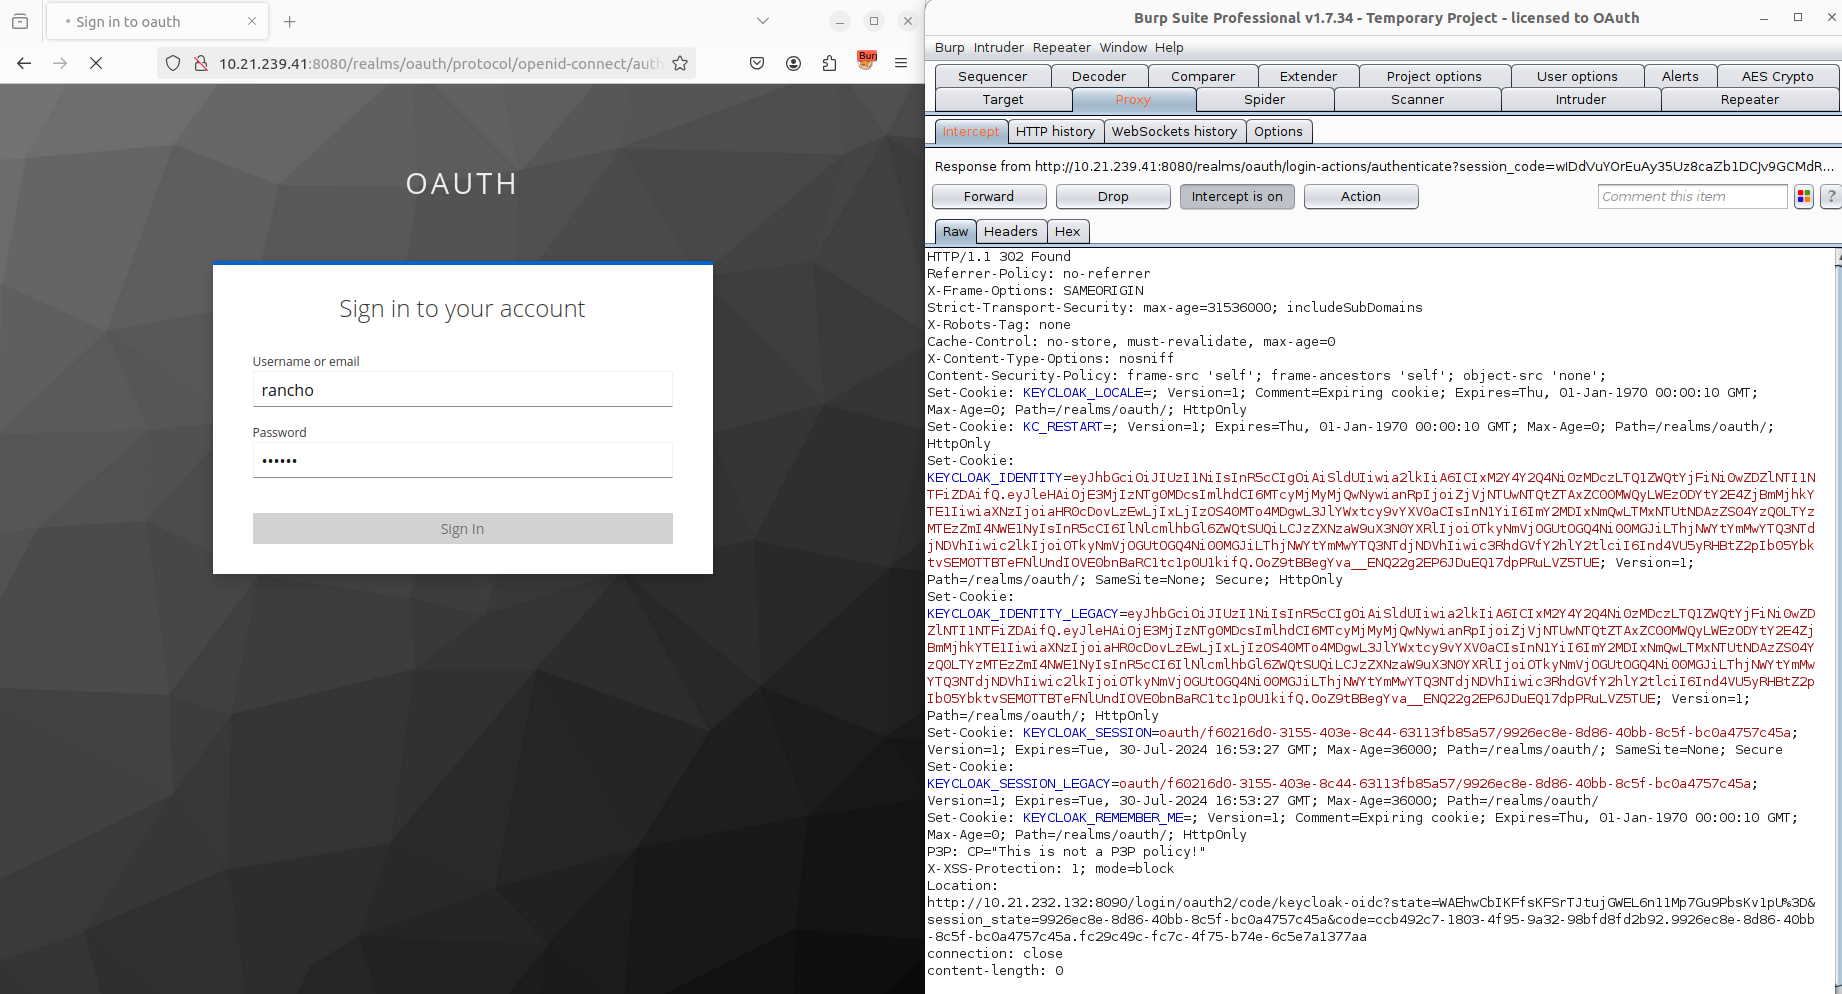 Sign in to oauth
10.21.239.41:8080/realms/oauth/protocol/openid-connect/auth
Bur
OAUTH
Sign in to your account
Username or email
rancho
Password
••••••
Sign In
Burp Suite Professional v1.7.34 - Temporary Project - licensed to OAuth
Burp Intruder Repeater Window Help
Sequencer Decoder Comparer Extender Project options User options Alerts AES Crypto
Target Proxy Spider Scanner Intruder Repeater
Intercept HTTP history WebSockets history Options
Response from http://10.21.239.41:8080/realms/oauth/login-actions/authenticate?session_code=wIDdVuYOrEuAy35Uz8caZb1DCJv9GCMdR...
Forward Drop Intercept is on Action Comment this item ?
Raw Headers Hex
HTTP/1.1 302 Found
Referrer-Policy: no-referrer
X-Frame-Options: SAMEORIGIN
Strict-Transport-Security: max-age=31536000; includeSubDomains
X-Robots-Tag: none
Cache-Control: no-store, must-revalidate, max-age=0
X-Content-Type-Options: nosniff
Content-Security-Policy: frame-src 'self'; frame-ancestors 'self'; object-src 'none';
Set-Cookie: KEYCLOAK_LOCALE=; Version=1; Comment=Expiring cookie; Expires=Thu, 01-Jan-1970 00:00:10 GMT;
Max-Age=0; Path=/realms/oauth/; HttpOnly
Set-Cookie: KC_RESTART=; Version=1; Expires=Thu, 01-Jan-1970 00:00:10 GMT; Max-Age=0; Path=/realms/oauth/;
HttpOnly
Set-Cookie:
KEYCLOAK_IDENTITY=
Version=1;
Path=/realms/oauth/; SameSite=None; Secure; HttpOnly
Set-Cookie:
KEYCLOAK_IDENTITY_LEGACY=
Version=1;
Path=/realms/oauth/; HttpOnly
Set-Cookie: KEYCLOAK_SESSION=oauth/f60216d0-3155-403e-8c44-63113fb85a57/9926ec8e-8d86-40bb-8c5f-bc0a4757c45a;
Version=1; Expires=Tue, 30-Jul-2024 16:53:27 GMT; Max-Age=36000; Path=/realms/oauth/; SameSite=None; Secure
Set-Cookie:
KEYCLOAK_SESSION_LEGACY=oauth/f60216d0-3155-403e-8c44-63113fb85a57/9926ec8e-8d86-40bb-8c5f-bc0a4757c45a;
Version=1; Expires=Tue, 30-Jul-2024 16:53:27 GMT; Max-Age=36000; Path=/realms/oauth/
Set-Cookie: KEYCLOAK_REMEMBER_ME=; Version=1; Comment=Expiring cookie; Expires=Thu, 01-Jan-1970 00:00:10 GMT;
Max-Age=0; Path=/realms/oauth/; HttpOnly
P3P: CP="This is not a P3P policy!"
X-XSS-Protection: 1; mode=block
Location:
http://10.21.232.132:8090/login/oauth2/code/keycloak-oidc?state=WAEhwCbIKFfsKFSrTJtujGWEL6n11Mp7Gu9PbsKv1pU%3D&
session_state=9926ec8e-8d86-40bb-8c5f-bc0a4757c45a&code=ccb492c7-1803-4f95-9a32-98bfd8fd2b92.9926ec8e-8d86-40bb
-8c5f-bc0a4757c45a.fc29c49c-fc7c-4f75-b74e-6c5e7a1377aa
connection: close
content-length: 0